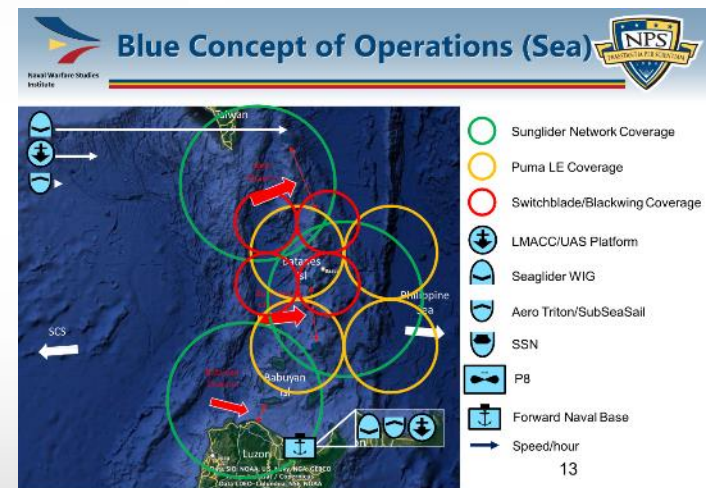 Blue Concept of Operations (Sea)
NPS
Naval Warfare Studies
Institute
Taiwan
Batanes
Isl
Philippine
Sea
SCS
Babuyan
Isl
Luzon
Sunglider Network Coverage
Puma LE Coverage
Switchblade/Blackwing Coverage
LMACC/UAS Platform
Seaglider WIG
Aero Triton/SubSeaSail
SSN
P8
Forward Naval Base
Speed/hour
13